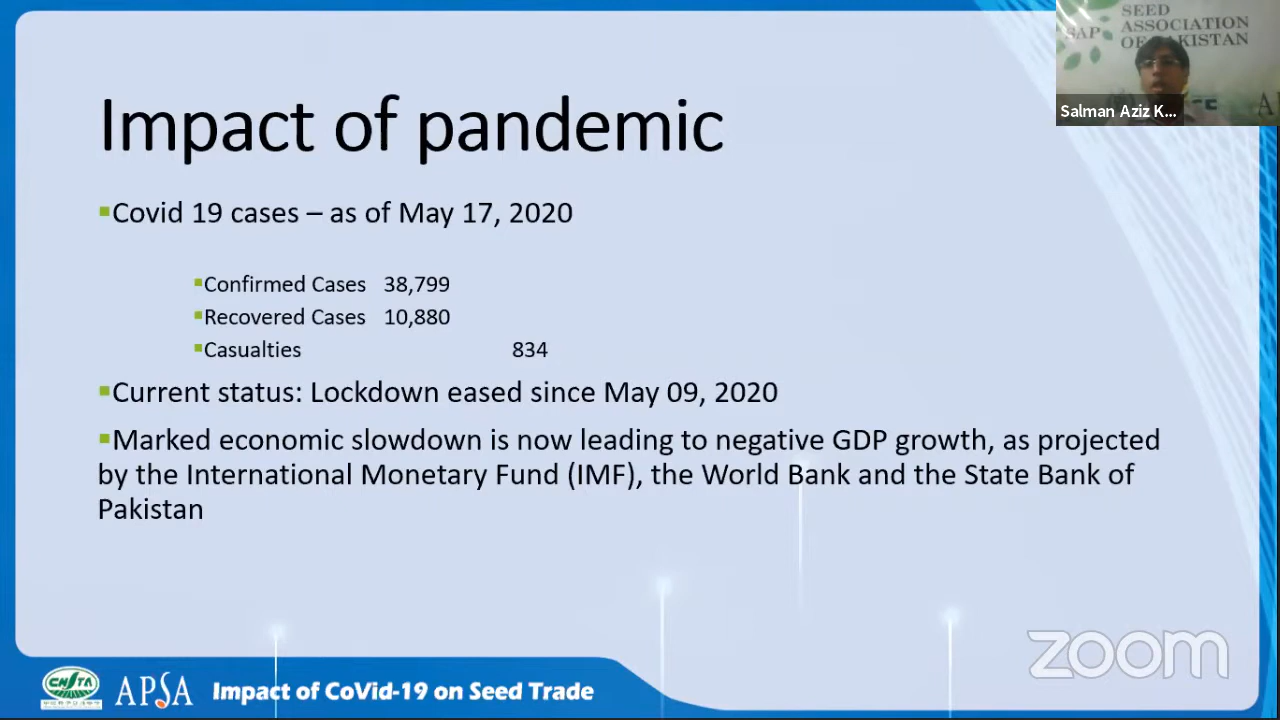 Impact of pandemic
▪Covid 19 cases – as of May 17, 2020
▪Confirmed Cases 38,799
▪Recovered Cases 10,880
▪Casualties 834
▪Current status: Lockdown eased since May 09, 2020
▪Marked economic slowdown is now leading to negative GDP growth, as projected
by the International Monetary Fund (IMF), the World Bank and the State Bank of
Pakistan
SEED
SAP ASSOCIATION
OF PAKISTAN
Salman Aziz K...
zoom
CNSTA
APSA Impact of CoVid-19 on Seed Trade